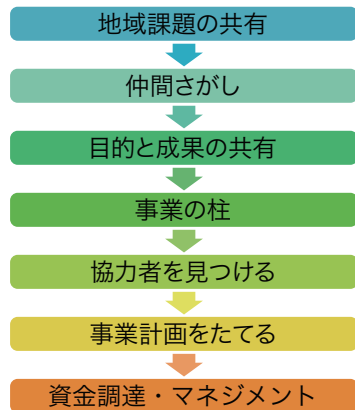 地域課題の共有
仲間さがし
目的と成果の共有
事業の柱
協力者を見つける
事業計画をたてる
資金調達・マネジメント